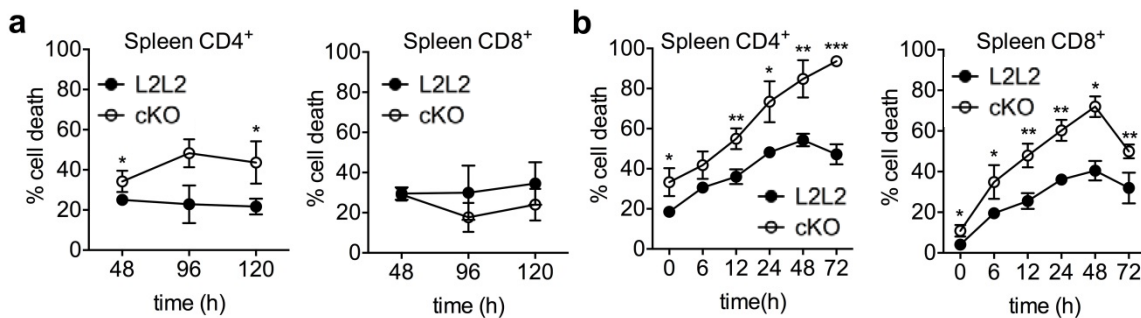 a
Spleen CD4+
100
80
60
40
20
0
% cell death
L2L2
cKO
*
*
48 96 120
time (h)
Spleen CD8+
100
80
60
40
20
0
% cell death
L2L2
cKO
48 96 120
time (h)
b
Spleen CD4+
100
80
60
40
20
0
% cell death
*
**
*
**
***
L2L2
cKO
0 6 12 24 48 72
time(h)
Spleen CD8+
100
80
60
40
20
0
% cell death
L2L2
cKO
*
*
**
**
*
**
0 6 12 24 48 72
time (h)